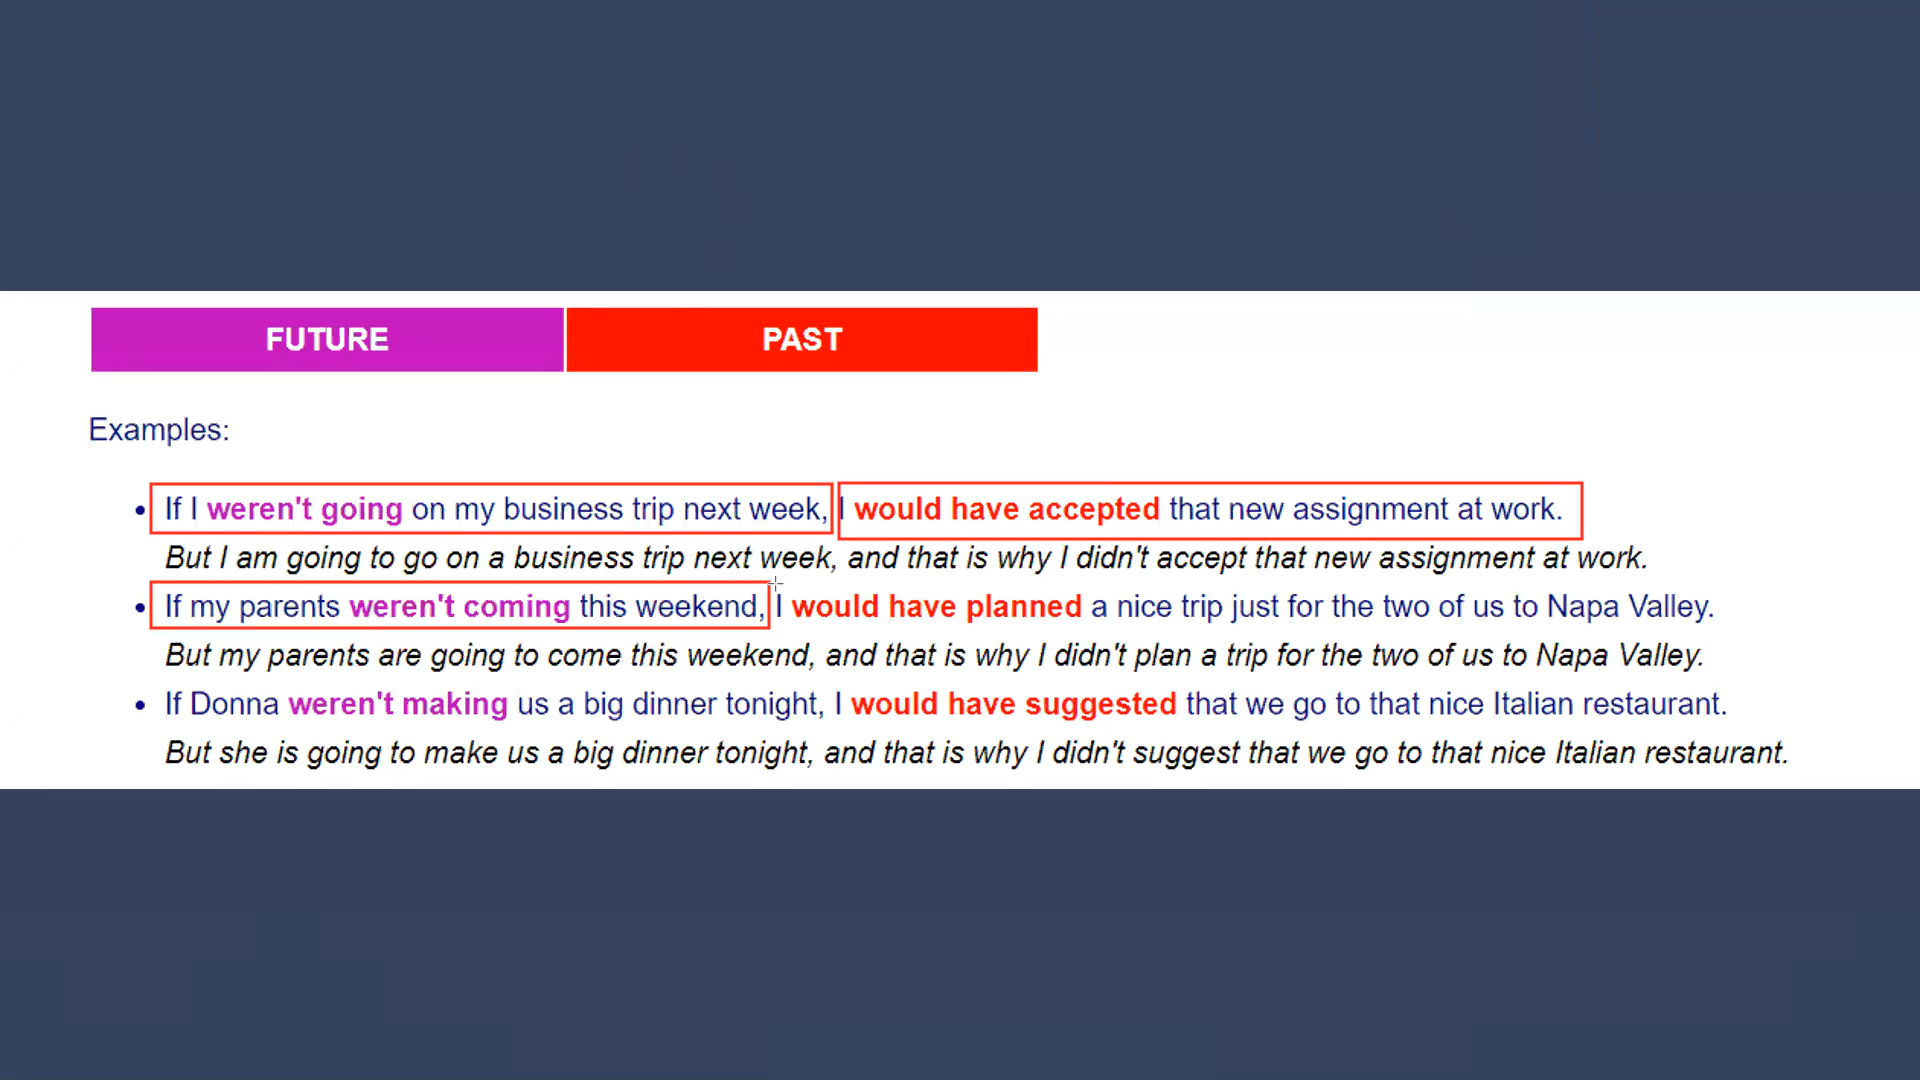 FUTURE PAST
Examples:
• If I weren't going on my business trip next week, I would have accepted that new assignment at work.
But I am going to go on a business trip next week, and that is why I didn't accept that new assignment at work.
• If my parents weren't coming this weekend, I would have planned a nice trip just for the two of us to Napa Valley.
But my parents are going to come this weekend, and that is why I didn't plan a trip for the two of us to Napa Valley.
• If Donna weren't making us a big dinner tonight, I would have suggested that we go to that nice Italian restaurant.
But she is going to make us a big dinner tonight, and that is why I didn't suggest that we go to that nice Italian restaurant.